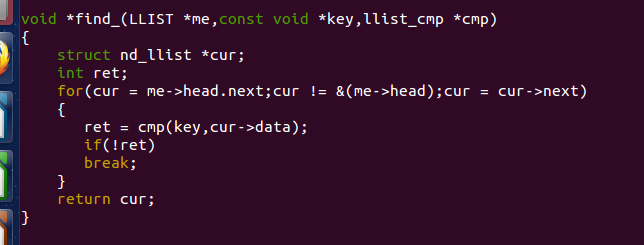 void *find_(LLIST *me,const void *key,llist_cmp *cmp)
{
    struct nd_llist *cur;
    int ret;
    for(cur = me->head.next;cur != &(me->head);cur = cur->next)
    {
       ret = cmp(key,cur->data);
       if(!ret)
       break;
    }
    return cur;
}